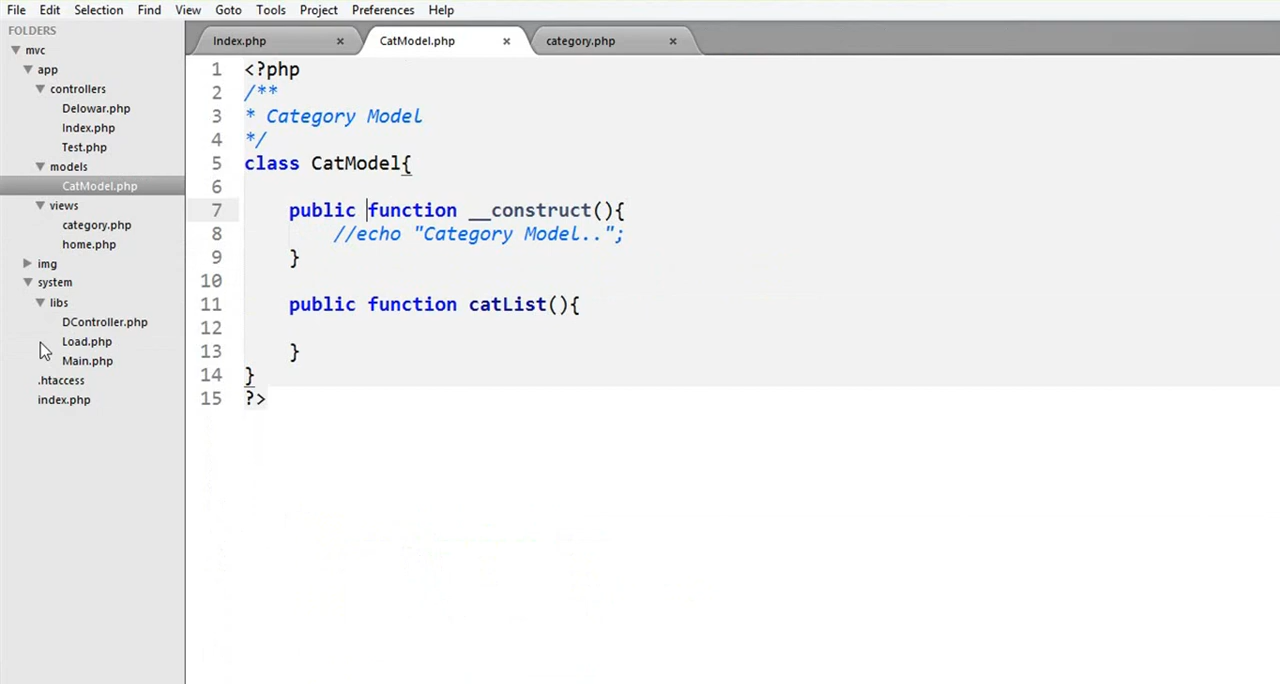 File Edit Selection Find View Goto Tools Project Preferences Help
FOLDERS
mvc
app
controllers
Delowar.php
Index.php
Test.php
models
CatModel.php
views
category.php
home.php
img
system
libs
DController.php
Load.php
Main.php
.htaccess
index.php
Index.php × CatModel.php × category.php ×
1 <?php
2 /**
3 * Category Model
4 */
5 class CatModel{
6
7 public function __construct(){
8 //echo "Category Model..";
9 }
10
11 public function catList(){
12
13 }
14 }
15 ?>